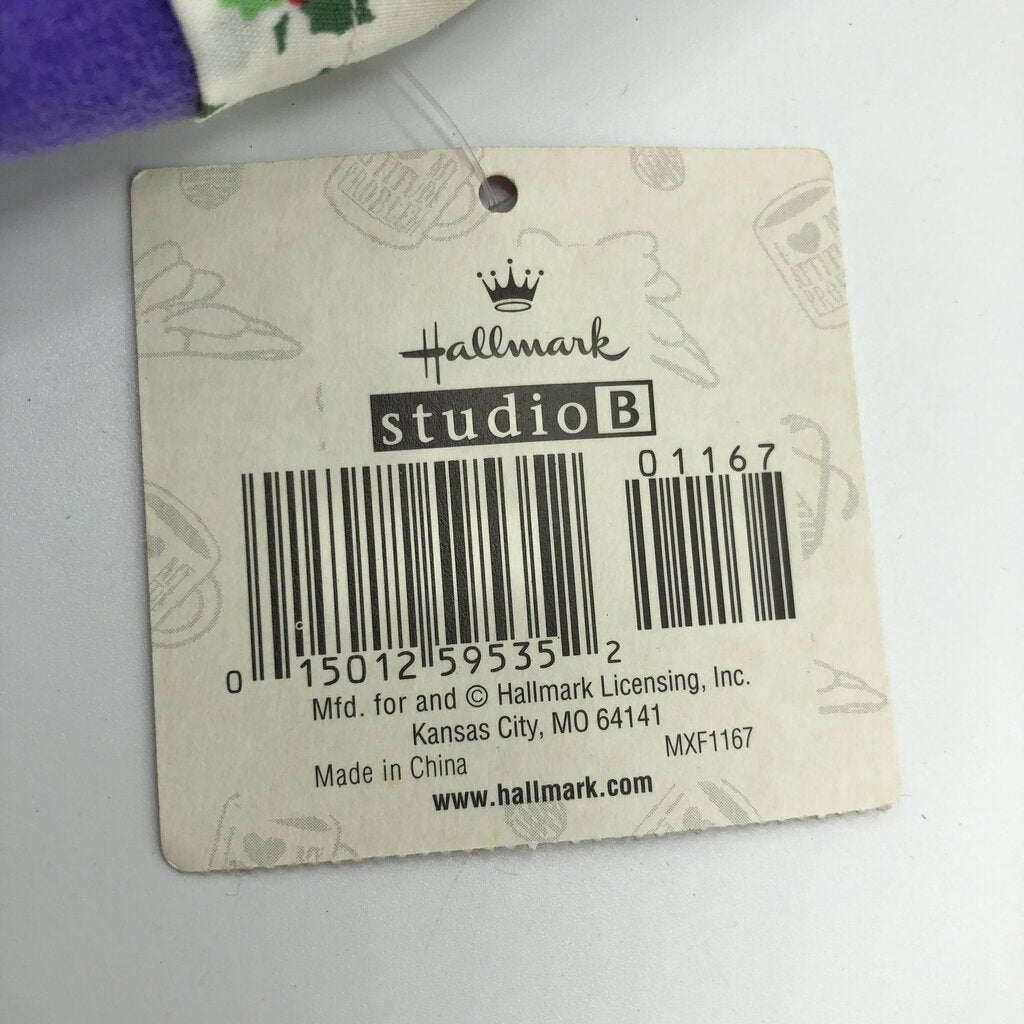 Hallmark
studio B
01167
0 15012 59535 2
Mfd. for and © Hallmark Licensing, Inc.
Kansas City, MO 64141
MXF1167
Made in China
www.hallmark.com